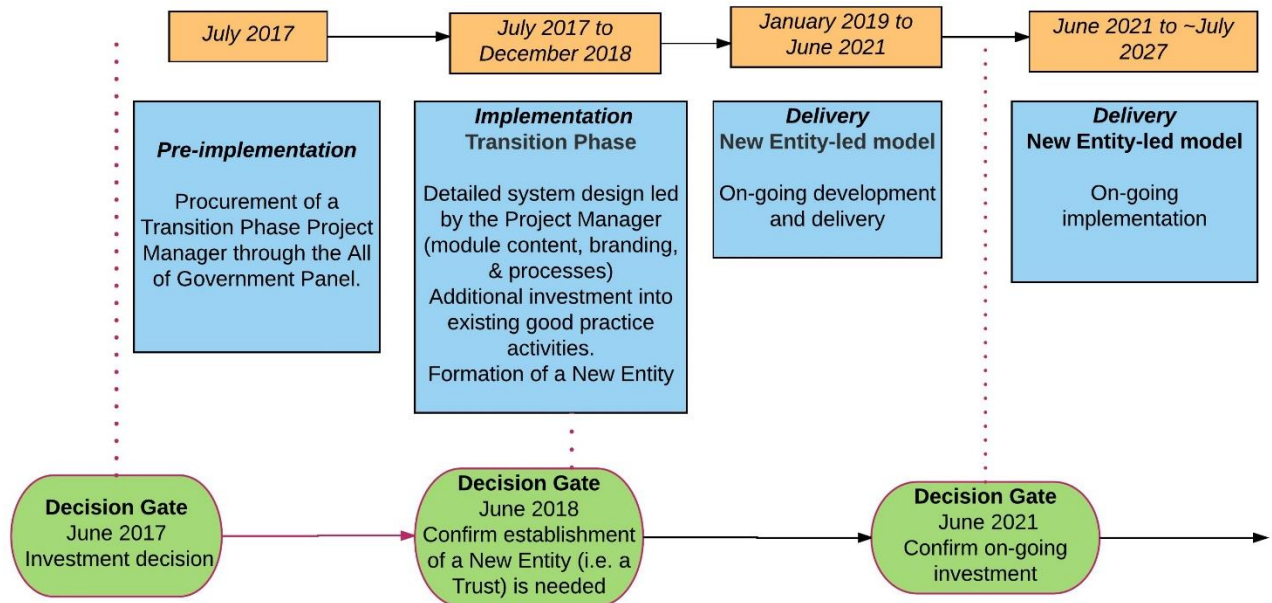 July 2017
July 2017 to
December 2018
January 2019 to
June 2021
June 2021 to ~July
2027
Pre-implementation
Procurement of a
Transition Phase Project
Manager through the All
of Government Panel.
Implementation
Transition Phase
Detailed system design led
by the Project Manager
(module content, branding,
& processes)
Additional investment into
existing good practice
activities.
Formation of a New Entity
Delivery
New Entity-led model
On-going development
and delivery
Delivery
New Entity-led model
On-going
implementation
Decision Gate
June 2017
Investment decision
Decision Gate
June 2018
Confirm establishment
of a New Entity (i.e. a
Trust) is needed
Decision Gate
June 2021
Confirm on-going
investment